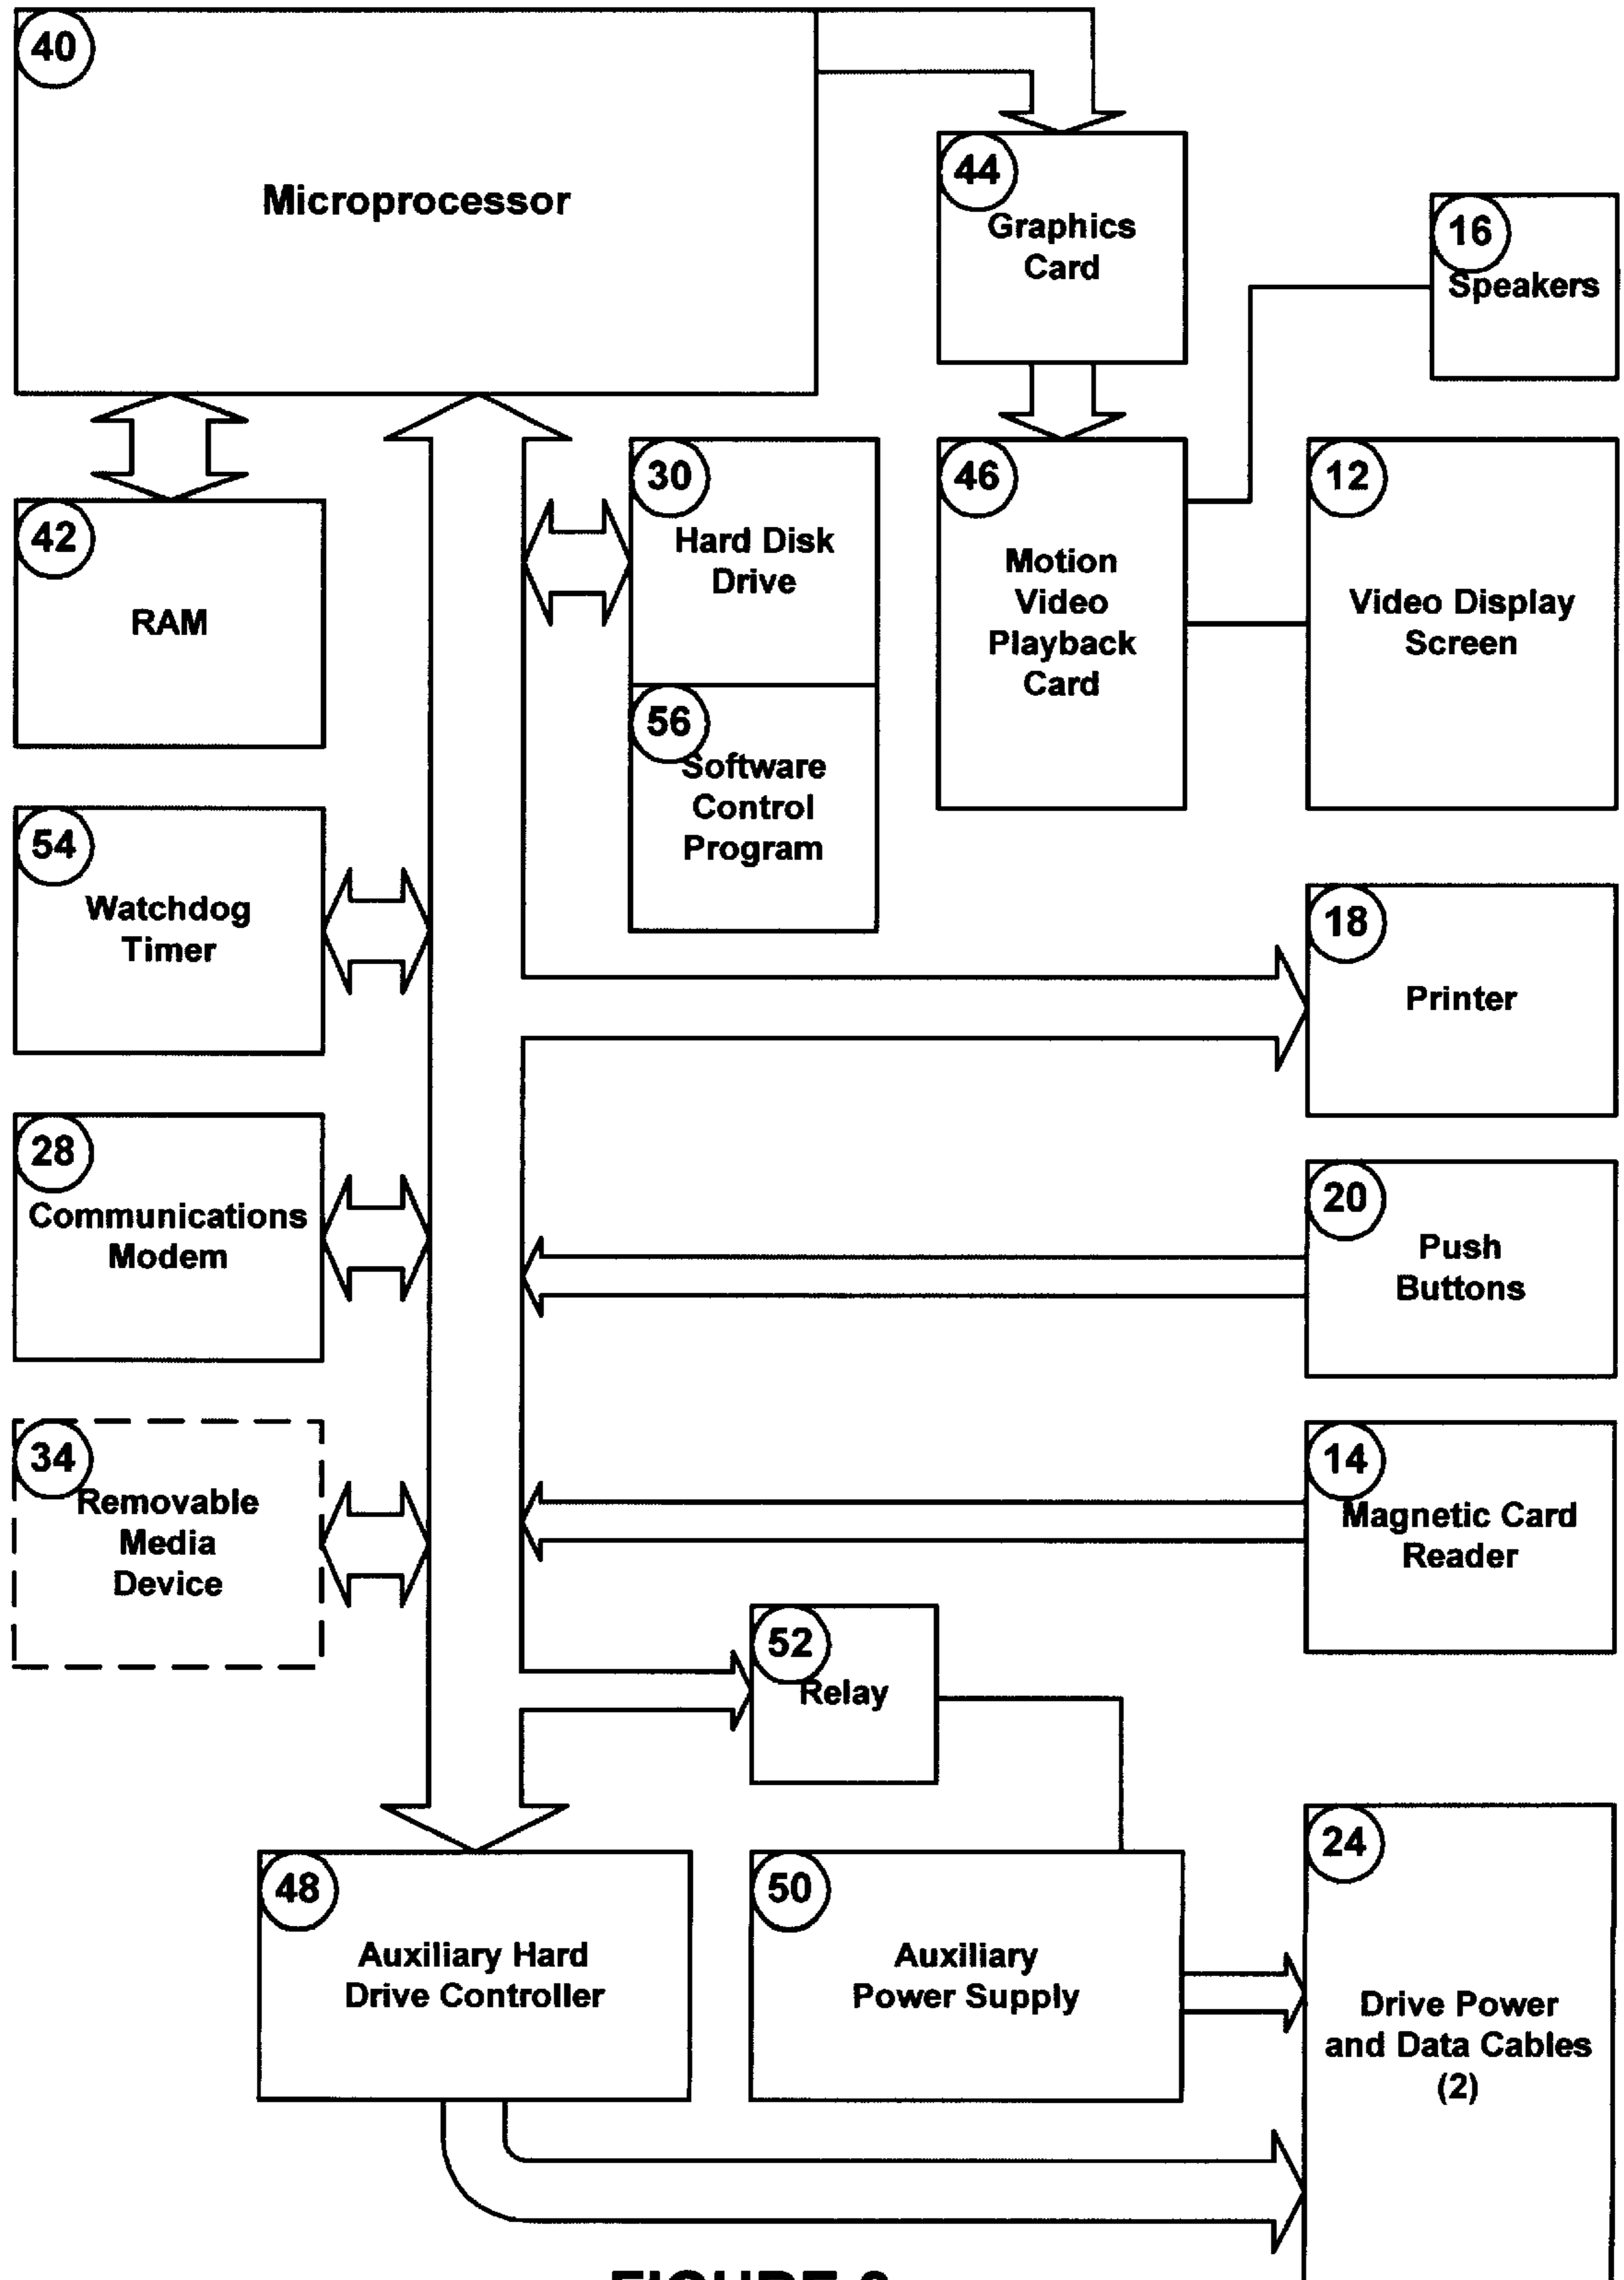 40
Microprocessor
44
Graphics
Card
16
Speakers
42
RAM
30
Hard Disk
Drive
56
Software
Control
Program
46
Motion
Video
Playback
Card
12
Video Display
Screen
54
Watchdog
Timer
18
Printer
28
Communications
Modem
20
Push
Buttons
34
Removable
Media
Device
14
Magnetic Card
Reader
52
Relay
48
Auxiliary Hard
Drive Controller
50
Auxiliary
Power Supply
24
Drive Power
and Data Cables
(2)
FIGURE